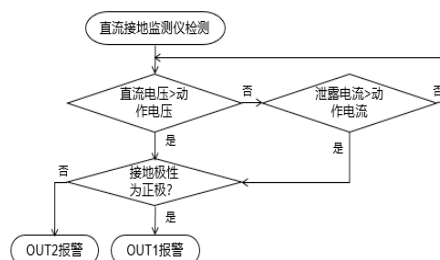 直流接地监测仪检测
直流电压>动
作电压
否
泄露电流>动
作电流
否
是
是
接地极性
为正极?
否
是
OUT2报警
OUT1报警